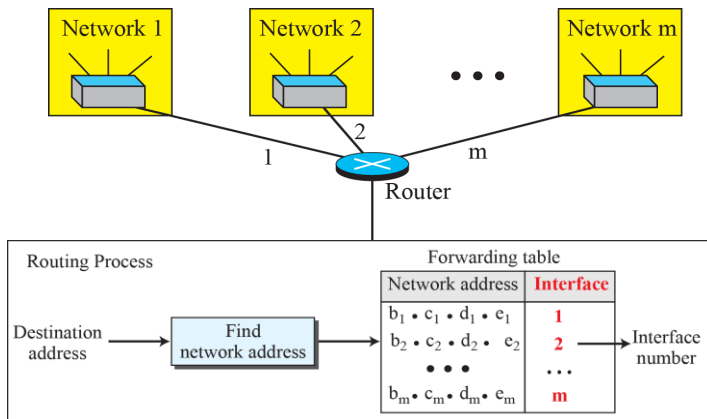 Network 1
Network 2
Network m
• • •
1
2
m
Router
Routing Process
Forwarding table
Network address Interface
Destination address
Find network address
b₁ • c₁ • d₁ • e₁ 1
b₂ • c₂ • d₂ • e₂ 2
• • • • • •
bₘ • cₘ • dₘ • eₘ m
Interface number